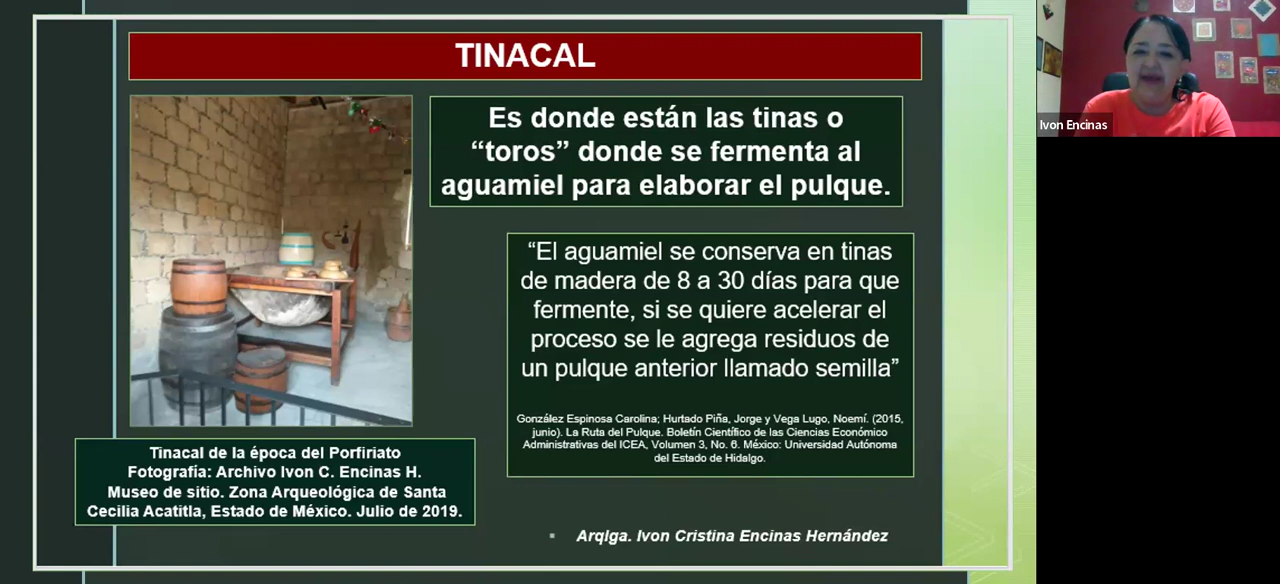 TINACAL
Es donde están las tinas o
“toros” donde se fermenta al
aguamiel para elaborar el pulque.
“El aguamiel se conserva en tinas
de madera de 8 a 30 días para que
fermente, si se quiere acelerar el
proceso se le agrega residuos de
un pulque anterior llamado semilla”
González Espinosa Carolina; Hurtado Piña, Jorge y Vega Lugo, Noemí. (2015,
junio). La Ruta del Pulque. Boletín Científico de las Ciencias Económico
Administrativas del ICEA, Volumen 3, No. 6. México: Universidad Autónoma
del Estado de Hidalgo.
Tinacal de la época del Porfiriato
Fotografía: Archivo Ivon C. Encinas H.
Museo de sitio. Zona Arqueológica de Santa
Cecilia Acatitla, Estado de México. Julio de 2019.
Arqlga. Ivon Cristina Encinas Hernández
Ivon Encinas